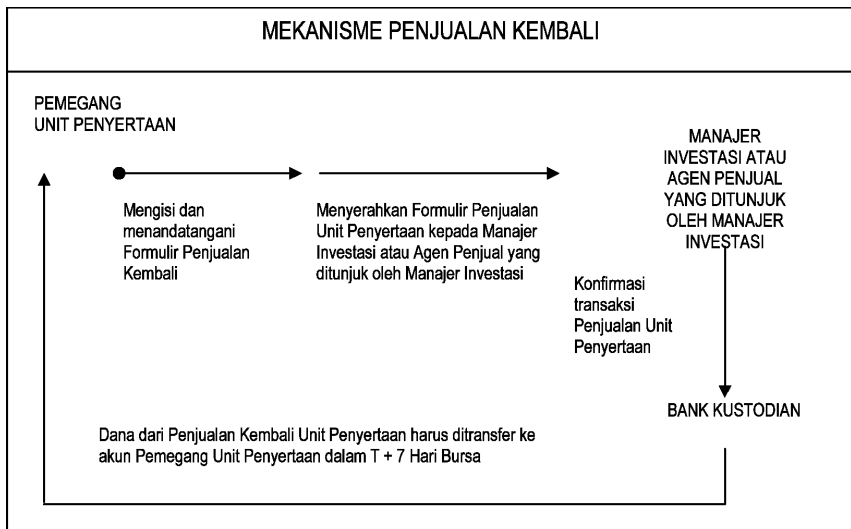 MEKANISME PENJUALAN KEMBALI
PEMEGANG
UNIT PENYERTAAN
MANAJER
INVESTASI ATAU
AGEN PENJUAL
YANG DITUNJUK
OLEH MANAJER
INVESTASI
Mengisi dan
menandatangani
Formulir Penjualan
Kembali
Menyerahkan Formulir Penjualan
Unit Penyertaan kepada Manajer
Investasi atau Agen Penjual yang
ditunjuk oleh Manajer Investasi
Konfirmasi
transaksi
Penjualan Unit
Penyertaan
BANK KUSTODIAN
Dana dari Penjualan Kembali Unit Penyertaan harus ditransfer ke
akun Pemegang Unit Penyertaan dalam T + 7 Hari Bursa